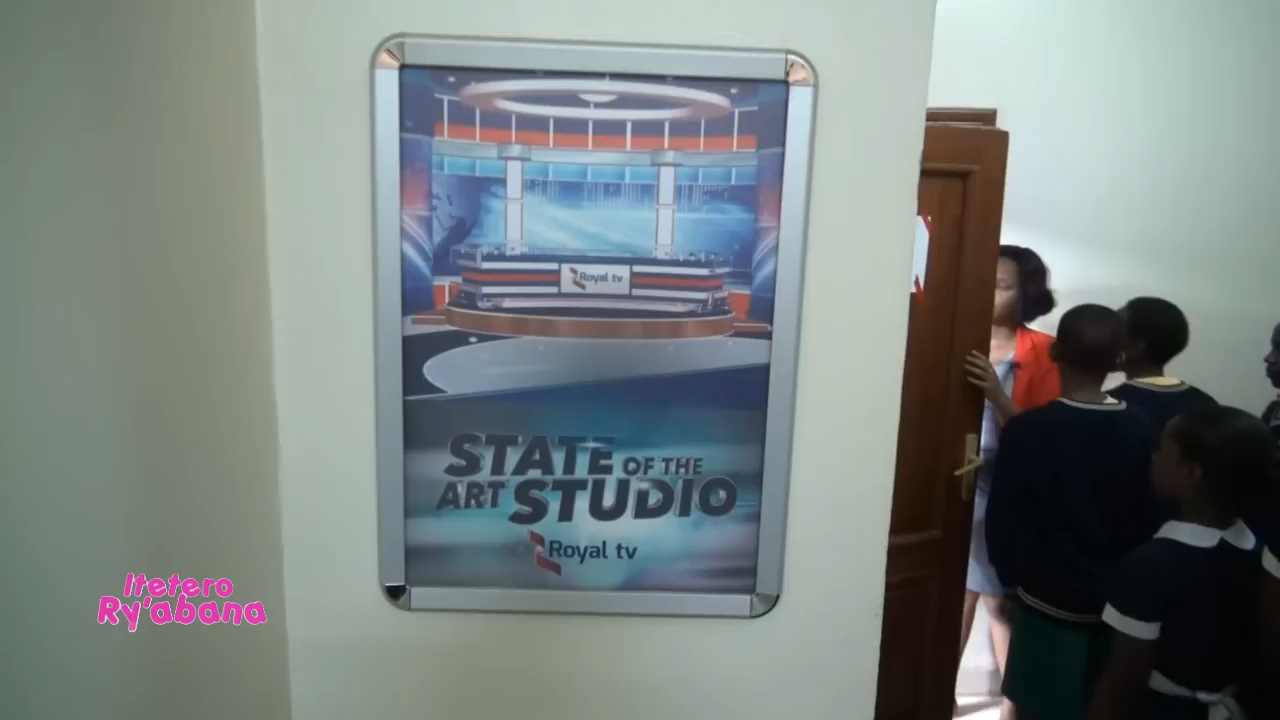 Royal tv
STATE OF THE
ART STUDIO
Royal tv
Itetero
Ry'abana